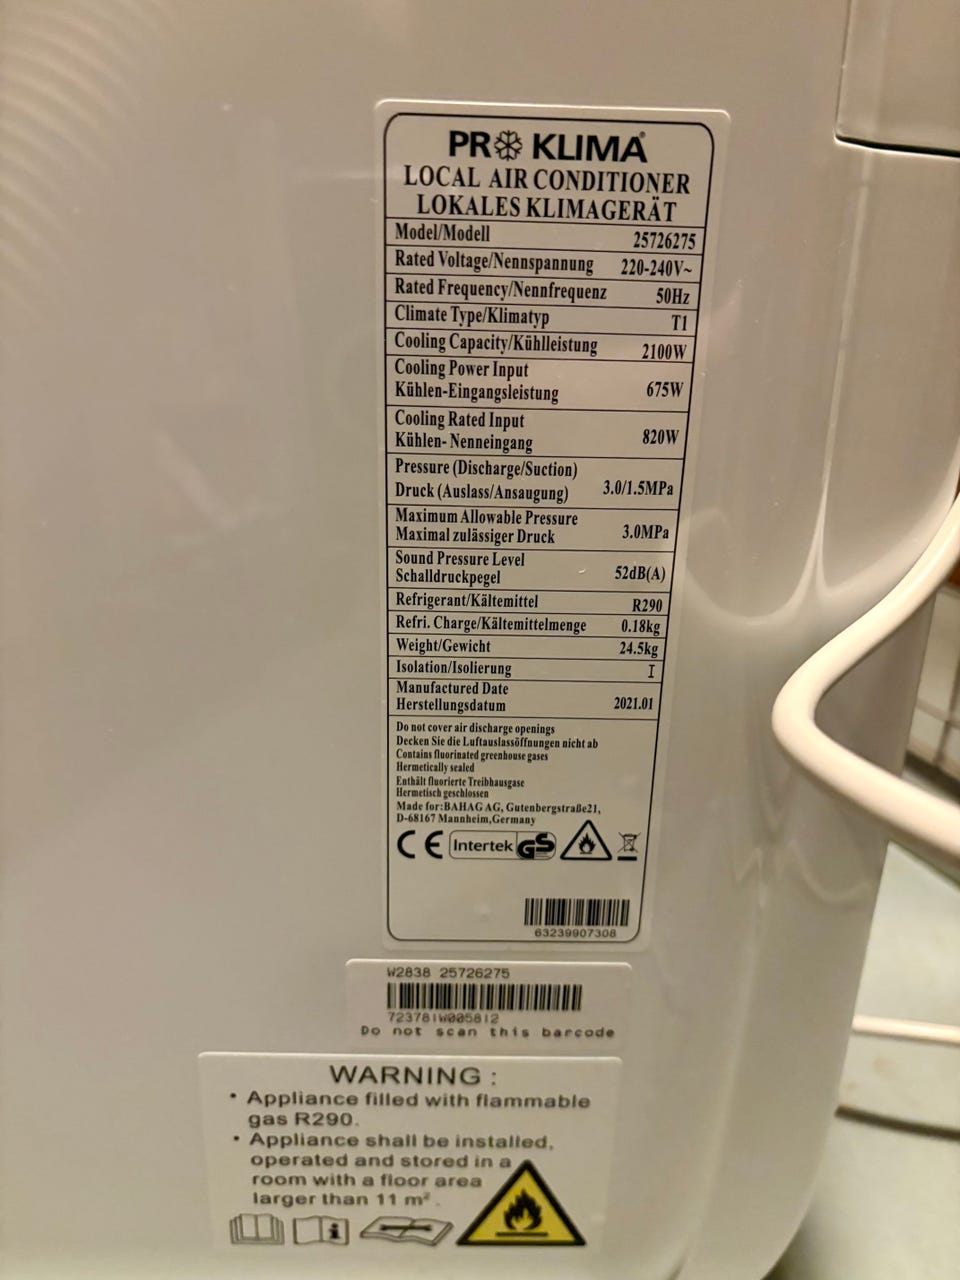 PRO KLIMA®
LOCAL AIR CONDITIONER
LOKALES KLIMAGERÄT
Model/Modell 25726275
Rated Voltage/Nennspannung 220-240V~
Rated Frequency/Nennfrequenz 50Hz
Climate Type/Klimatyp T1
Cooling Capacity/Kühlleistung 2100W
Cooling Power Input
Kühlen-Eingangsleistung 675W
Cooling Rated Input
Kühlen- Nenneingang 820W
Pressure (Discharge/Suction)
Druck (Auslass/Ansaugung) 3.0/1.5MPa
Maximum Allowable Pressure
Maximal zulässiger Druck 3.0MPa
Sound Pressure Level
Schalldruckpegel 52dB(A)
Refrigerant/Kältemittel R290
Refri. Charge/Kältemittelmenge 0.18kg
Weight/Gewicht 24.5kg
Isolation/Isolierung I
Manufactured Date
Herstellungsdatum 2021.01
Do not cover air discharge openings
Decken Sie die Luftauslassöffnungen nicht ab
Contains fluorinated greenhouse gases
Hermetically sealed
Enthält fluorierte Treibhausgase
Hermetisch geschlossen
Made for:BAHAG AG, Gutenbergstraße21,
D-68167 Mannheim,Germany
CE Intertek GS
63239907308
W2838 25726275
723781W005812
Do not scan this barcode
WARNING :
• Appliance filled with flammable
gas R290.
• Appliance shall be installed,
operated and stored in a
room with a floor area
larger than 11 m² .